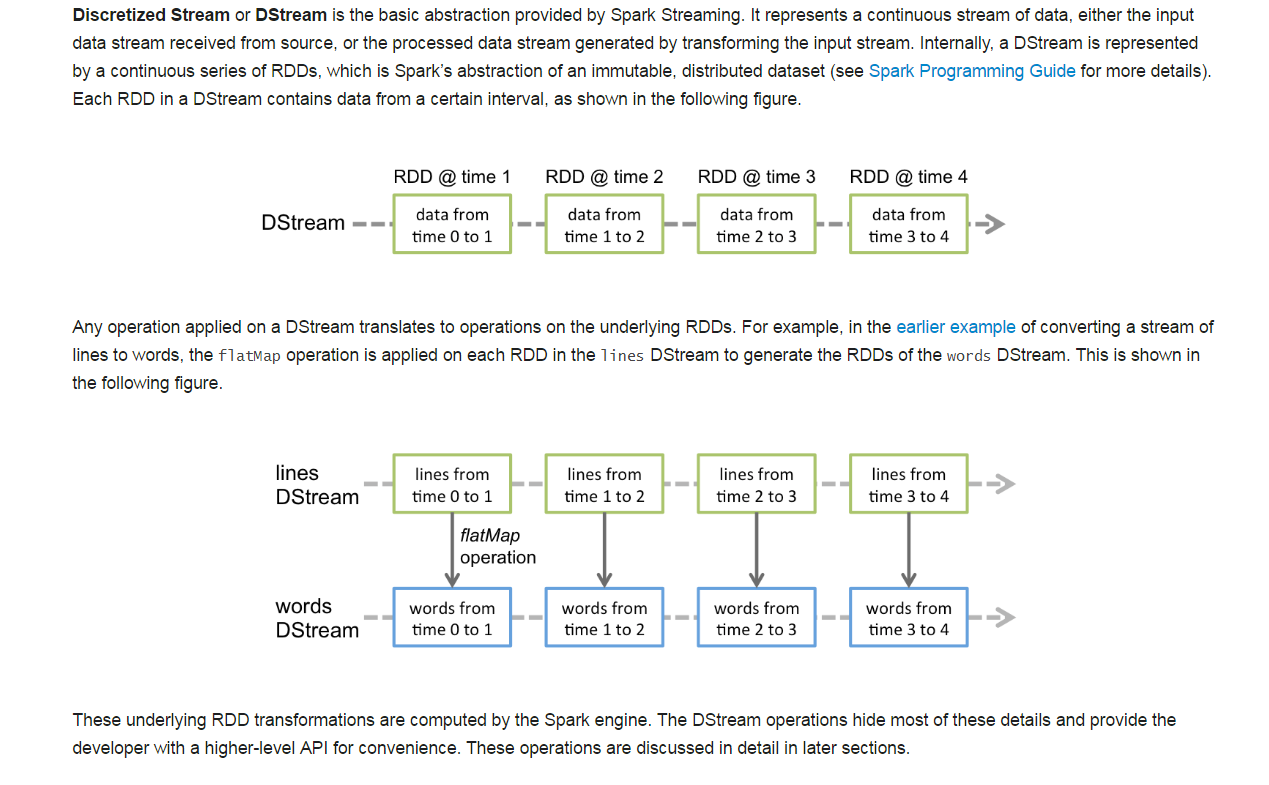 Discretized Stream or DStream is the basic abstraction provided by Spark Streaming. It represents a continuous stream of data, either the input
data stream received from source, or the processed data stream generated by transforming the input stream. Internally, a DStream is represented
by a continuous series of RDDs, which is Spark’s abstraction of an immutable, distributed dataset (see Spark Programming Guide for more details).
Each RDD in a DStream contains data from a certain interval, as shown in the following figure.
RDD @ time 1 RDD @ time 2 RDD @ time 3 RDD @ time 4
DStream
data from data from data from data from
time 0 to 1 time 1 to 2 time 2 to 3 time 3 to 4
Any operation applied on a DStream translates to operations on the underlying RDDs. For example, in the earlier example of converting a stream of
lines to words, the flatMap operation is applied on each RDD in the lines DStream to generate the RDDs of the words DStream. This is shown in
the following figure.
lines
DStream
lines from lines from lines from lines from
time 0 to 1 time 1 to 2 time 2 to 3 time 3 to 4
flatMap
operation
words
DStream
words from words from words from words from
time 0 to 1 time 1 to 2 time 2 to 3 time 3 to 4
These underlying RDD transformations are computed by the Spark engine. The DStream operations hide most of these details and provide the
developer with a higher-level API for convenience. These operations are discussed in detail in later sections.